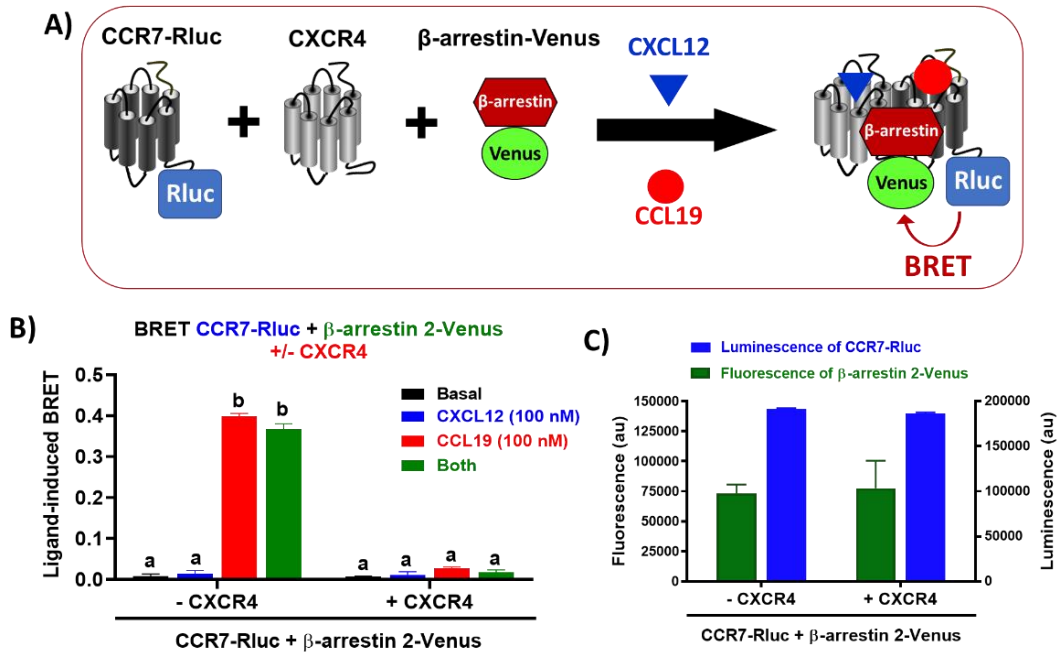 A)
CCR7-Rluc
CXCR4
β-arrestin-Venus
CXCL12
+
+
β-arrestin
Venus
Rluc
CCL19
β-arrestin
Venus
Rluc
BRET
B)
BRET CCR7-Rluc + β-arrestin 2-Venus
+/- CXCR4
Ligand-induced BRET
0.5
0.4
0.3
0.2
0.1
0.0
Basal
CXCL12 (100 nM)
CCL19 (100 nM)
Both
a a b b a a a a
- CXCR4 + CXCR4
CCR7-Rluc + β-arrestin 2-Venus
C)
Luminescence of CCR7-Rluc
Fluorescence of β-arrestin 2-Venus
Fluorescence (au)
150000
125000
100000
75000
50000
25000
0
200000
150000
100000
50000
0
Luminescence (au)
- CXCR4 + CXCR4
CCR7-Rluc + β-arrestin 2-Venus